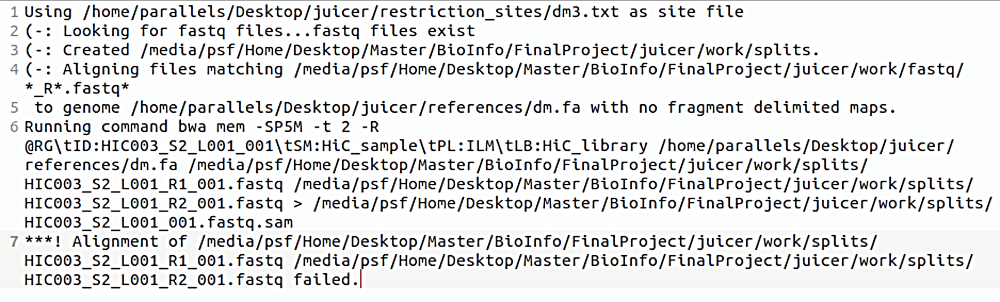 1 Using /home/parallels/Desktop/juicer/restriction_sites/dm3.txt as site file
2 (-: Looking for fastq files...fastq files exist
3 (-: Created /media/psf/Home/Desktop/Master/BioInfo/FinalProject/juicer/work/splits.
4 (-: Aligning files matching /media/psf/Home/Desktop/Master/BioInfo/FinalProject/juicer/work/fastq/
*_R*.fastq*
5  to genome /home/parallels/Desktop/juicer/references/dm.fa with no fragment delimited maps.
6 Running command bwa mem -SP5M -t 2 -R
@RG\tID:HIC003_S2_L001_001\tSM:HiC_sample\tPL:ILM\tLB:HiC_library /home/parallels/Desktop/juicer/
references/dm.fa /media/psf/Home/Desktop/Master/BioInfo/FinalProject/juicer/work/splits/
HIC003_S2_L001_R1_001.fastq /media/psf/Home/Desktop/Master/BioInfo/FinalProject/juicer/work/splits/
HIC003_S2_L001_R2_001.fastq > /media/psf/Home/Desktop/Master/BioInfo/FinalProject/juicer/work/splits/
HIC003_S2_L001_001.fastq.sam
7 ***! Alignment of /media/psf/Home/Desktop/Master/BioInfo/FinalProject/juicer/work/splits/
HIC003_S2_L001_R1_001.fastq /media/psf/Home/Desktop/Master/BioInfo/FinalProject/juicer/work/splits/
HIC003_S2_L001_R2_001.fastq failed.